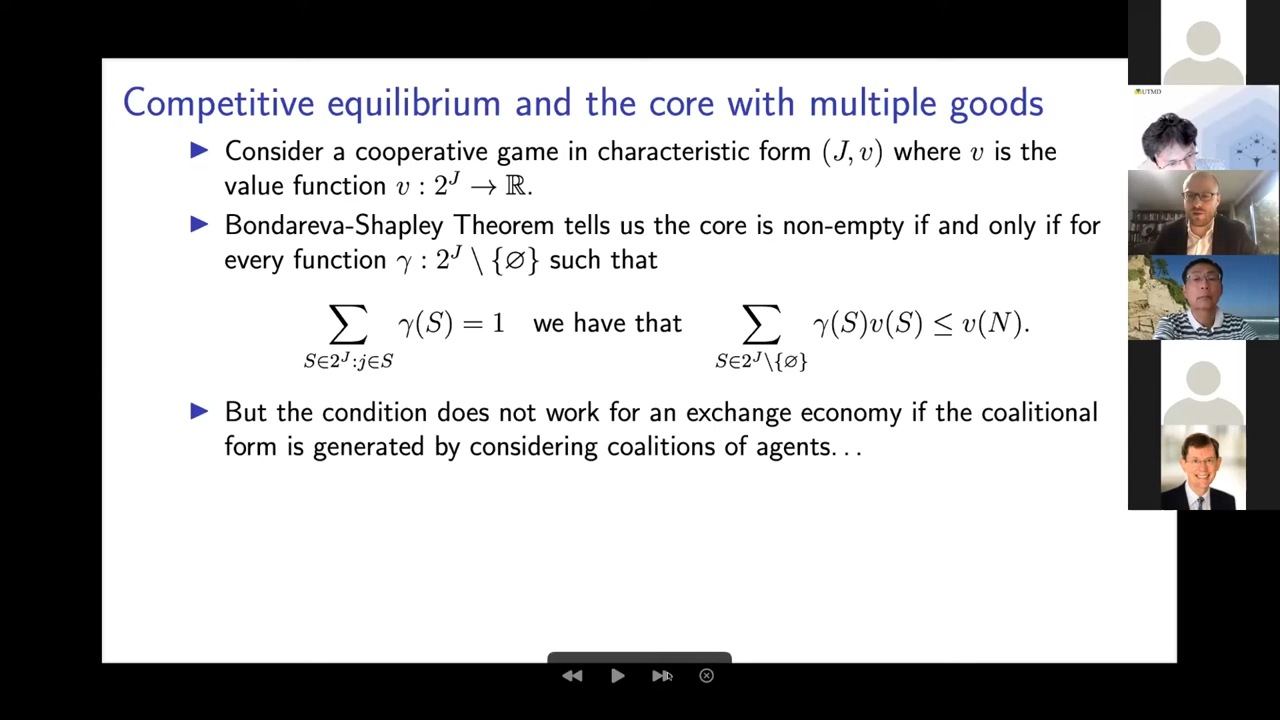 Competitive equilibrium and the core with multiple goods
▶ Consider a cooperative game in characteristic form (J, v) where v is the
value function v : 2^J → ℝ.
▶ Bondareva-Shapley Theorem tells us the core is non-empty if and only if for
every function γ : 2^J \ {∅} such that
∑_{S∈2^J:j∈S} γ(S) = 1 we have that ∑_{S∈2^J\{∅}} γ(S)v(S) ≤ v(N).
▶ But the condition does not work for an exchange economy if the coalitional
form is generated by considering coalitions of agents...
UTMD